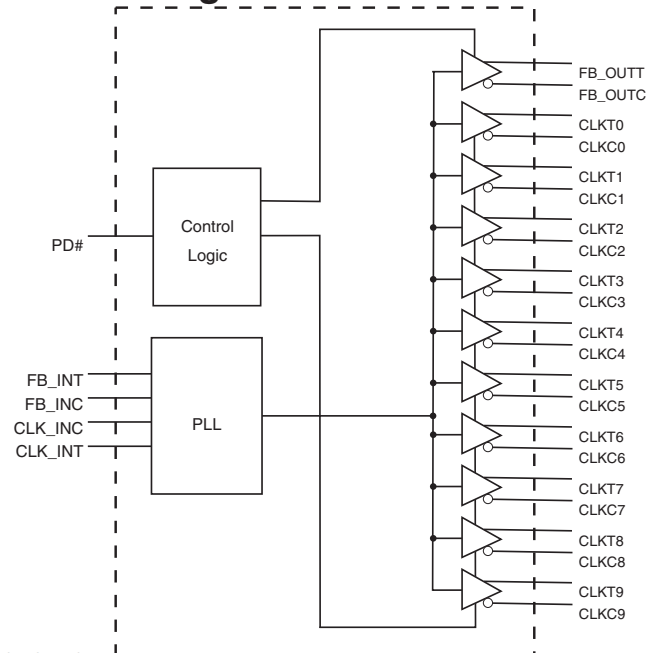 PD#
Control
Logic
FB_INT
FB_INC
CLK_INC
CLK_INT
PLL
FB_OUTT
FB_OUTC
CLKT0
CLKC0
CLKT1
CLKC1
CLKT2
CLKC2
CLKT3
CLKC3
CLKT4
CLKC4
CLKT5
CLKC5
CLKT6
CLKC6
CLKT7
CLKC7
CLKT8
CLKC8
CLKT9
CLKC9